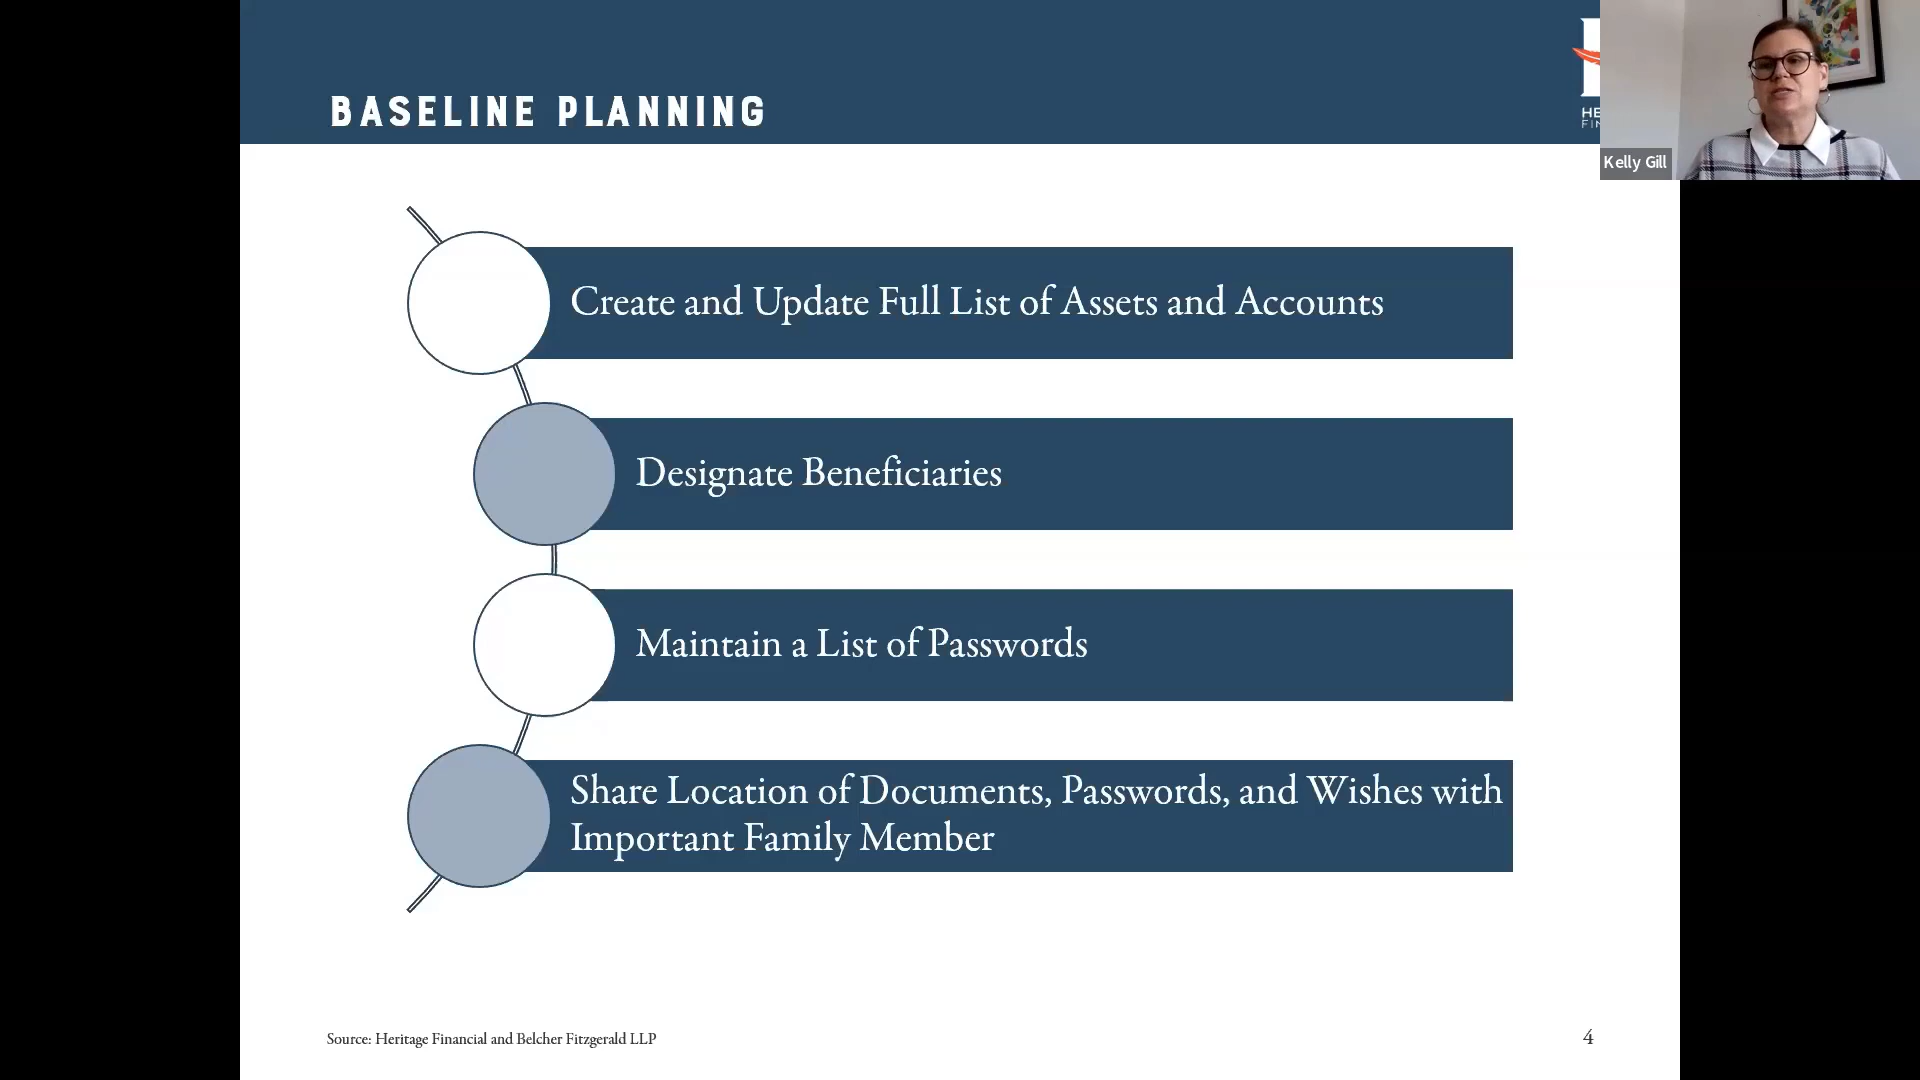 BASELINE PLANNING
Kelly Gill
Create and Update Full List of Assets and Accounts
Designate Beneficiaries
Maintain a List of Passwords
Share Location of Documents, Passwords, and Wishes with
Important Family Member
Source: Heritage Financial and Belcher Fitzgerald LLP
4